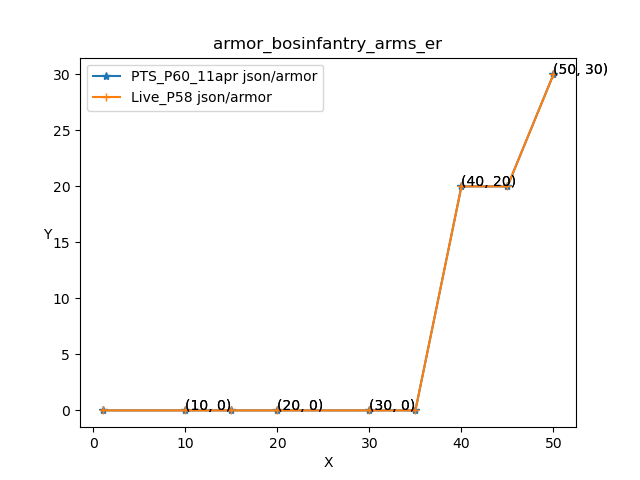 armor_bosinfantry_arms_er
PTS_P60_11apr json/armor
Live_P58 json/armor
(50, 30)
30
25
(40, 20)
20
Y
15
10
5
(10, 0) (20, 0) (30, 0)
0
0 10 20 30 40 50
X